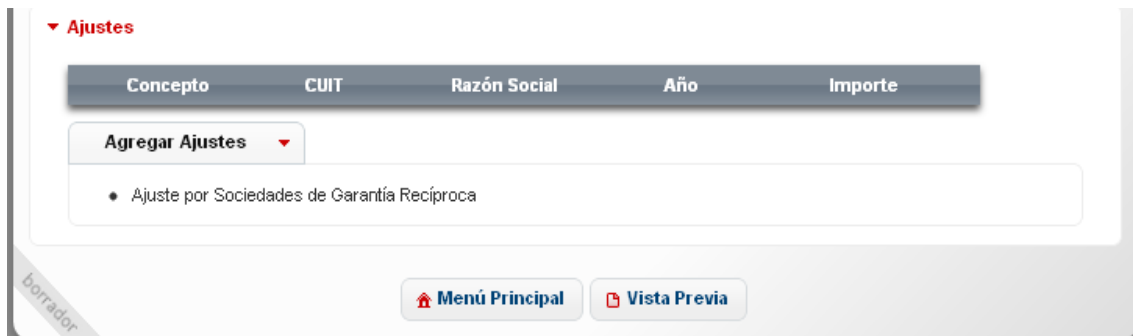 Ajustes
Concepto CUIT Razón Social Año Importe
Agregar Ajustes
Ajuste por Sociedades de Garantía Recíproca
borrador
Menú Principal Vista Previa